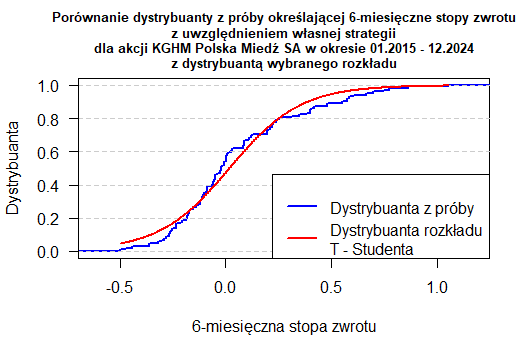 Porównanie dystrybuanty z próby określającej 6-miesięczne stopy zwrotu
z uwzględnieniem własnej strategii
dla akcji KGHM Polska Miedź SA w okresie 01.2015 - 12.2024
z dystrybuantą wybranego rozkładu
Dystrybuanta
1.0
0.8
0.6
0.4
0.2
0.0
Dystrybuanta z próby
Dystrybuanta rozkładu
T - Studenta
-0.5
0.0
0.5
1.0
6-miesięczna stopa zwrotu